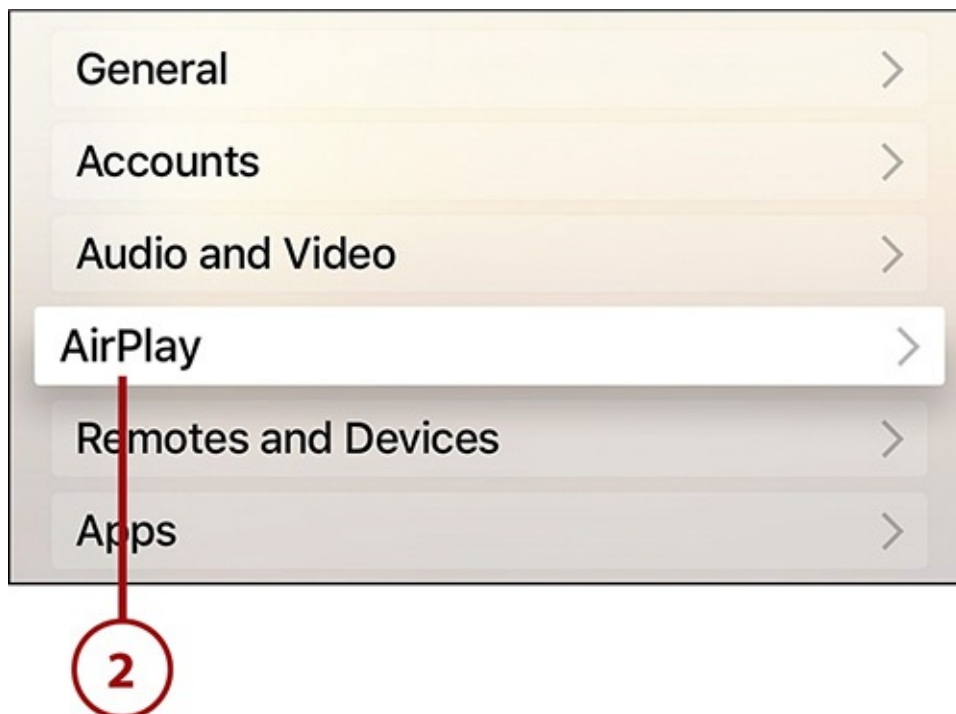 General
Accounts
Audio and Video
AirPlay
Remotes and Devices
Apps
2